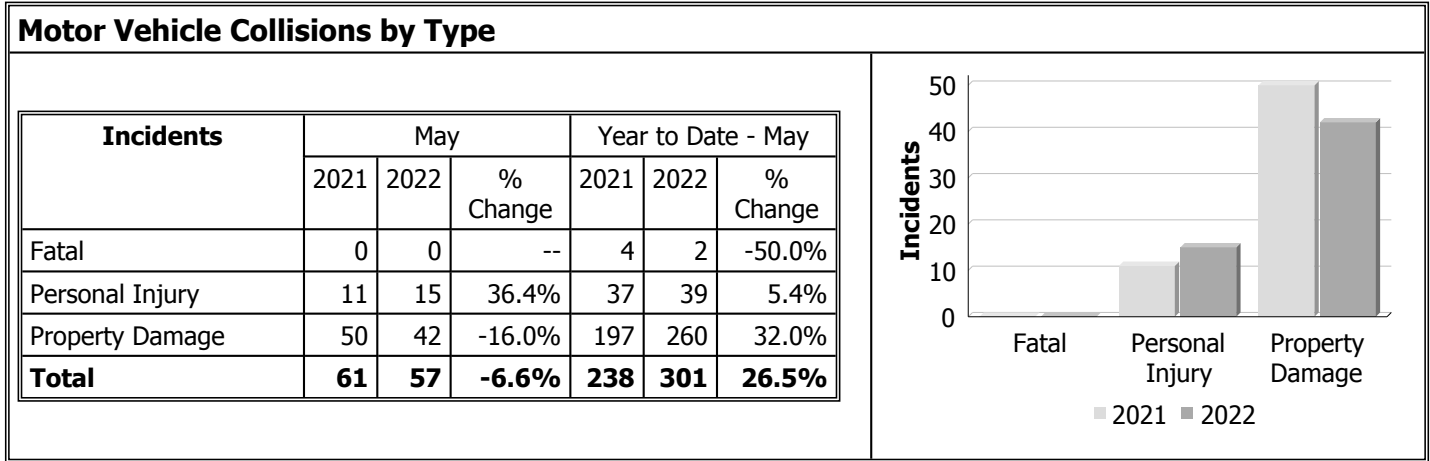 Motor Vehicle Collisions by Type
Incidents May Year to Date - May
2021 2022 % Change 2021 2022 % Change
Fatal 0 0 -- 4 2 -50.0%
Personal Injury 11 15 36.4% 37 39 5.4%
Property Damage 50 42 -16.0% 197 260 32.0%
Total 61 57 -6.6% 238 301 26.5%
Incidents
50
40
30
20
10
0
Fatal Personal Injury Property Damage
2021 2022